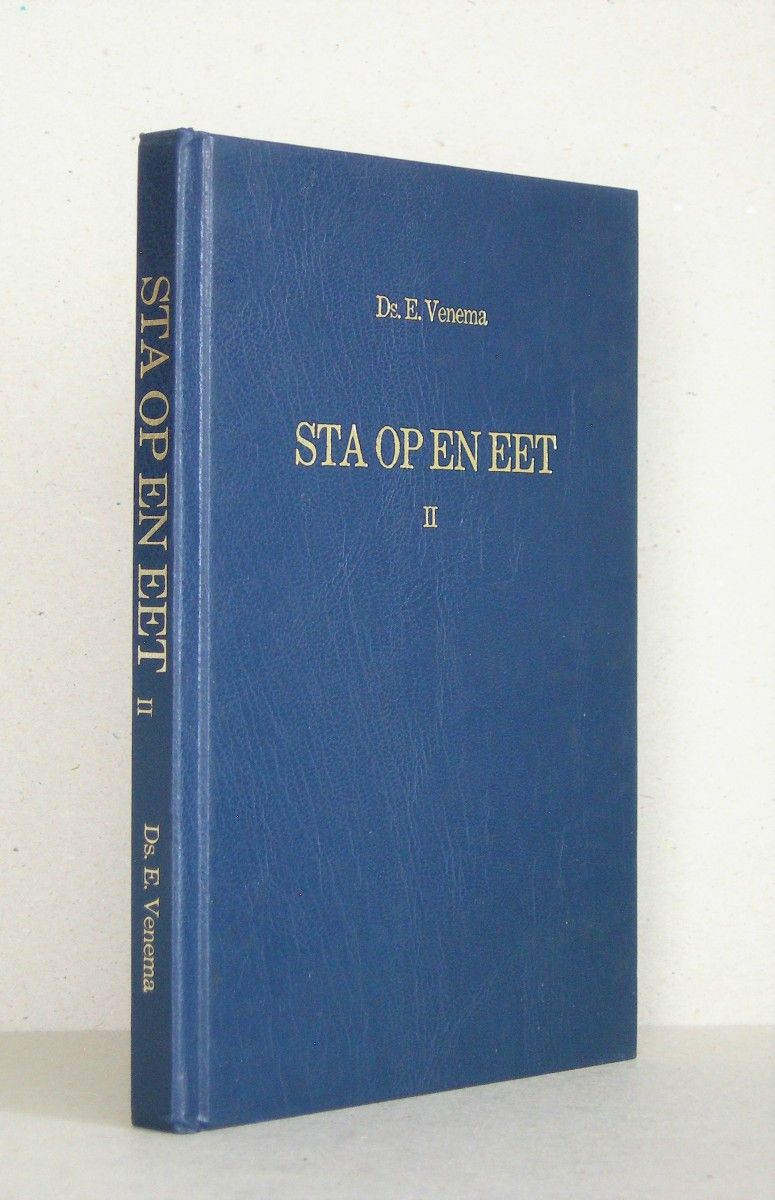 STA OP EN EET II Ds. E. Venema
Ds. E. Venema
STA OP EN EET
II